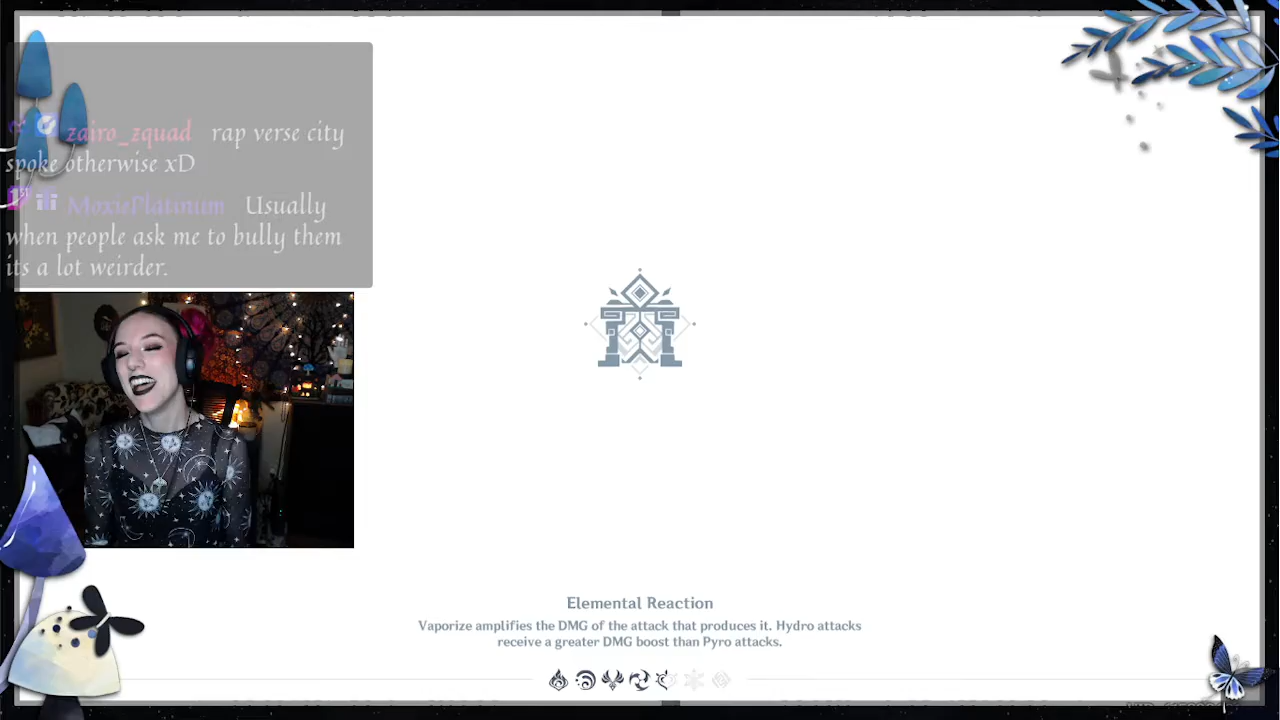 zairo_zquad rap verse city
spoke otherwise xD
MoxiePlatinum Usually
when people ask me to bully them
its a lot weirder.
Elemental Reaction
Vaporize amplifies the DMG of the attack that produces it. Hydro attacks
receive a greater DMG boost than Pyro attacks.